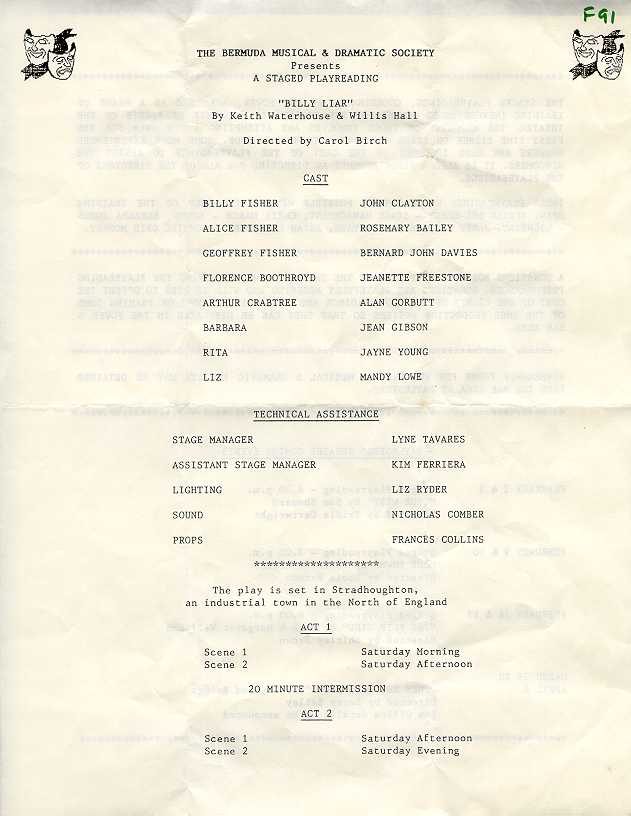 F91
THE BERMUDA MUSICAL & DRAMATIC SOCIETY
Presents
A STAGED PLAYREADING
"BILLY LIAR"
By Keith Waterhouse & Willis Hall
Directed by Carol Birch
CAST
BILLY FISHER JOHN CLAYTON
ALICE FISHER ROSEMARY BAILEY
GEOFFREY FISHER BERNARD JOHN DAVIES
FLORENCE BOOTHROYD JEANETTE FREESTONE
ARTHUR CRABTREE ALAN GORBUTT
BARBARA JEAN GIBSON
RITA JAYNE YOUNG
LIZ MANDY LOWE
TECHNICAL ASSISTANCE
STAGE MANAGER LYNE TAVARES
ASSISTANT STAGE MANAGER KIM FERRIERA
LIGHTING LIZ RYDER
SOUND NICHOLAS COMBER
PROPS FRANCES COLLINS
********************
The play is set in Stradhoughton,
an industrial town in the North of England
ACT 1
Scene 1 Saturday Morning
Scene 2 Saturday Afternoon
20 MINUTE INTERMISSION
ACT 2
Scene 1 Saturday Afternoon
Scene 2 Saturday Evening